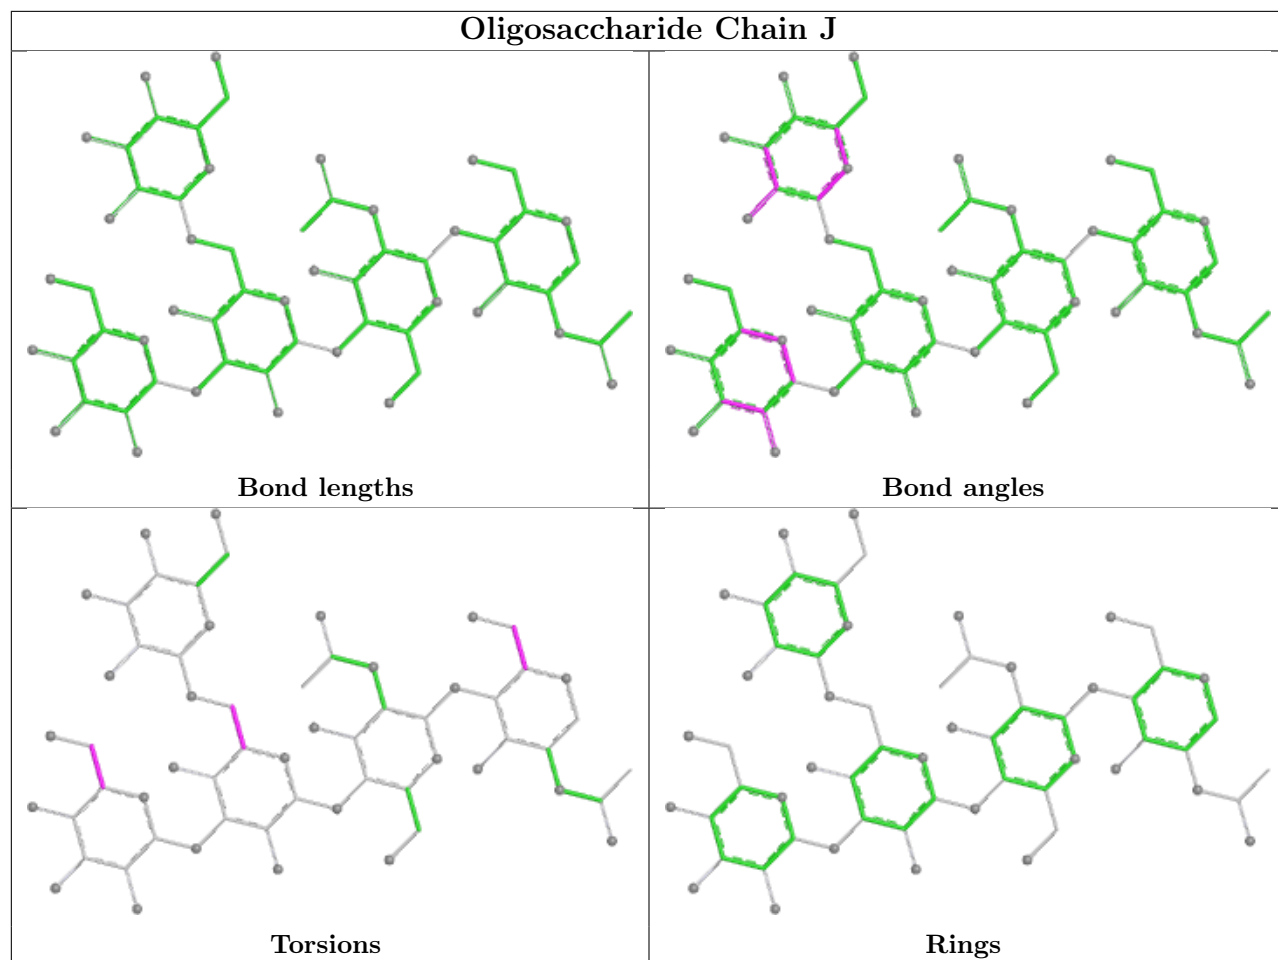 Oligosaccharide Chain J
Bond lengths
Bond angles
Torsions
Rings